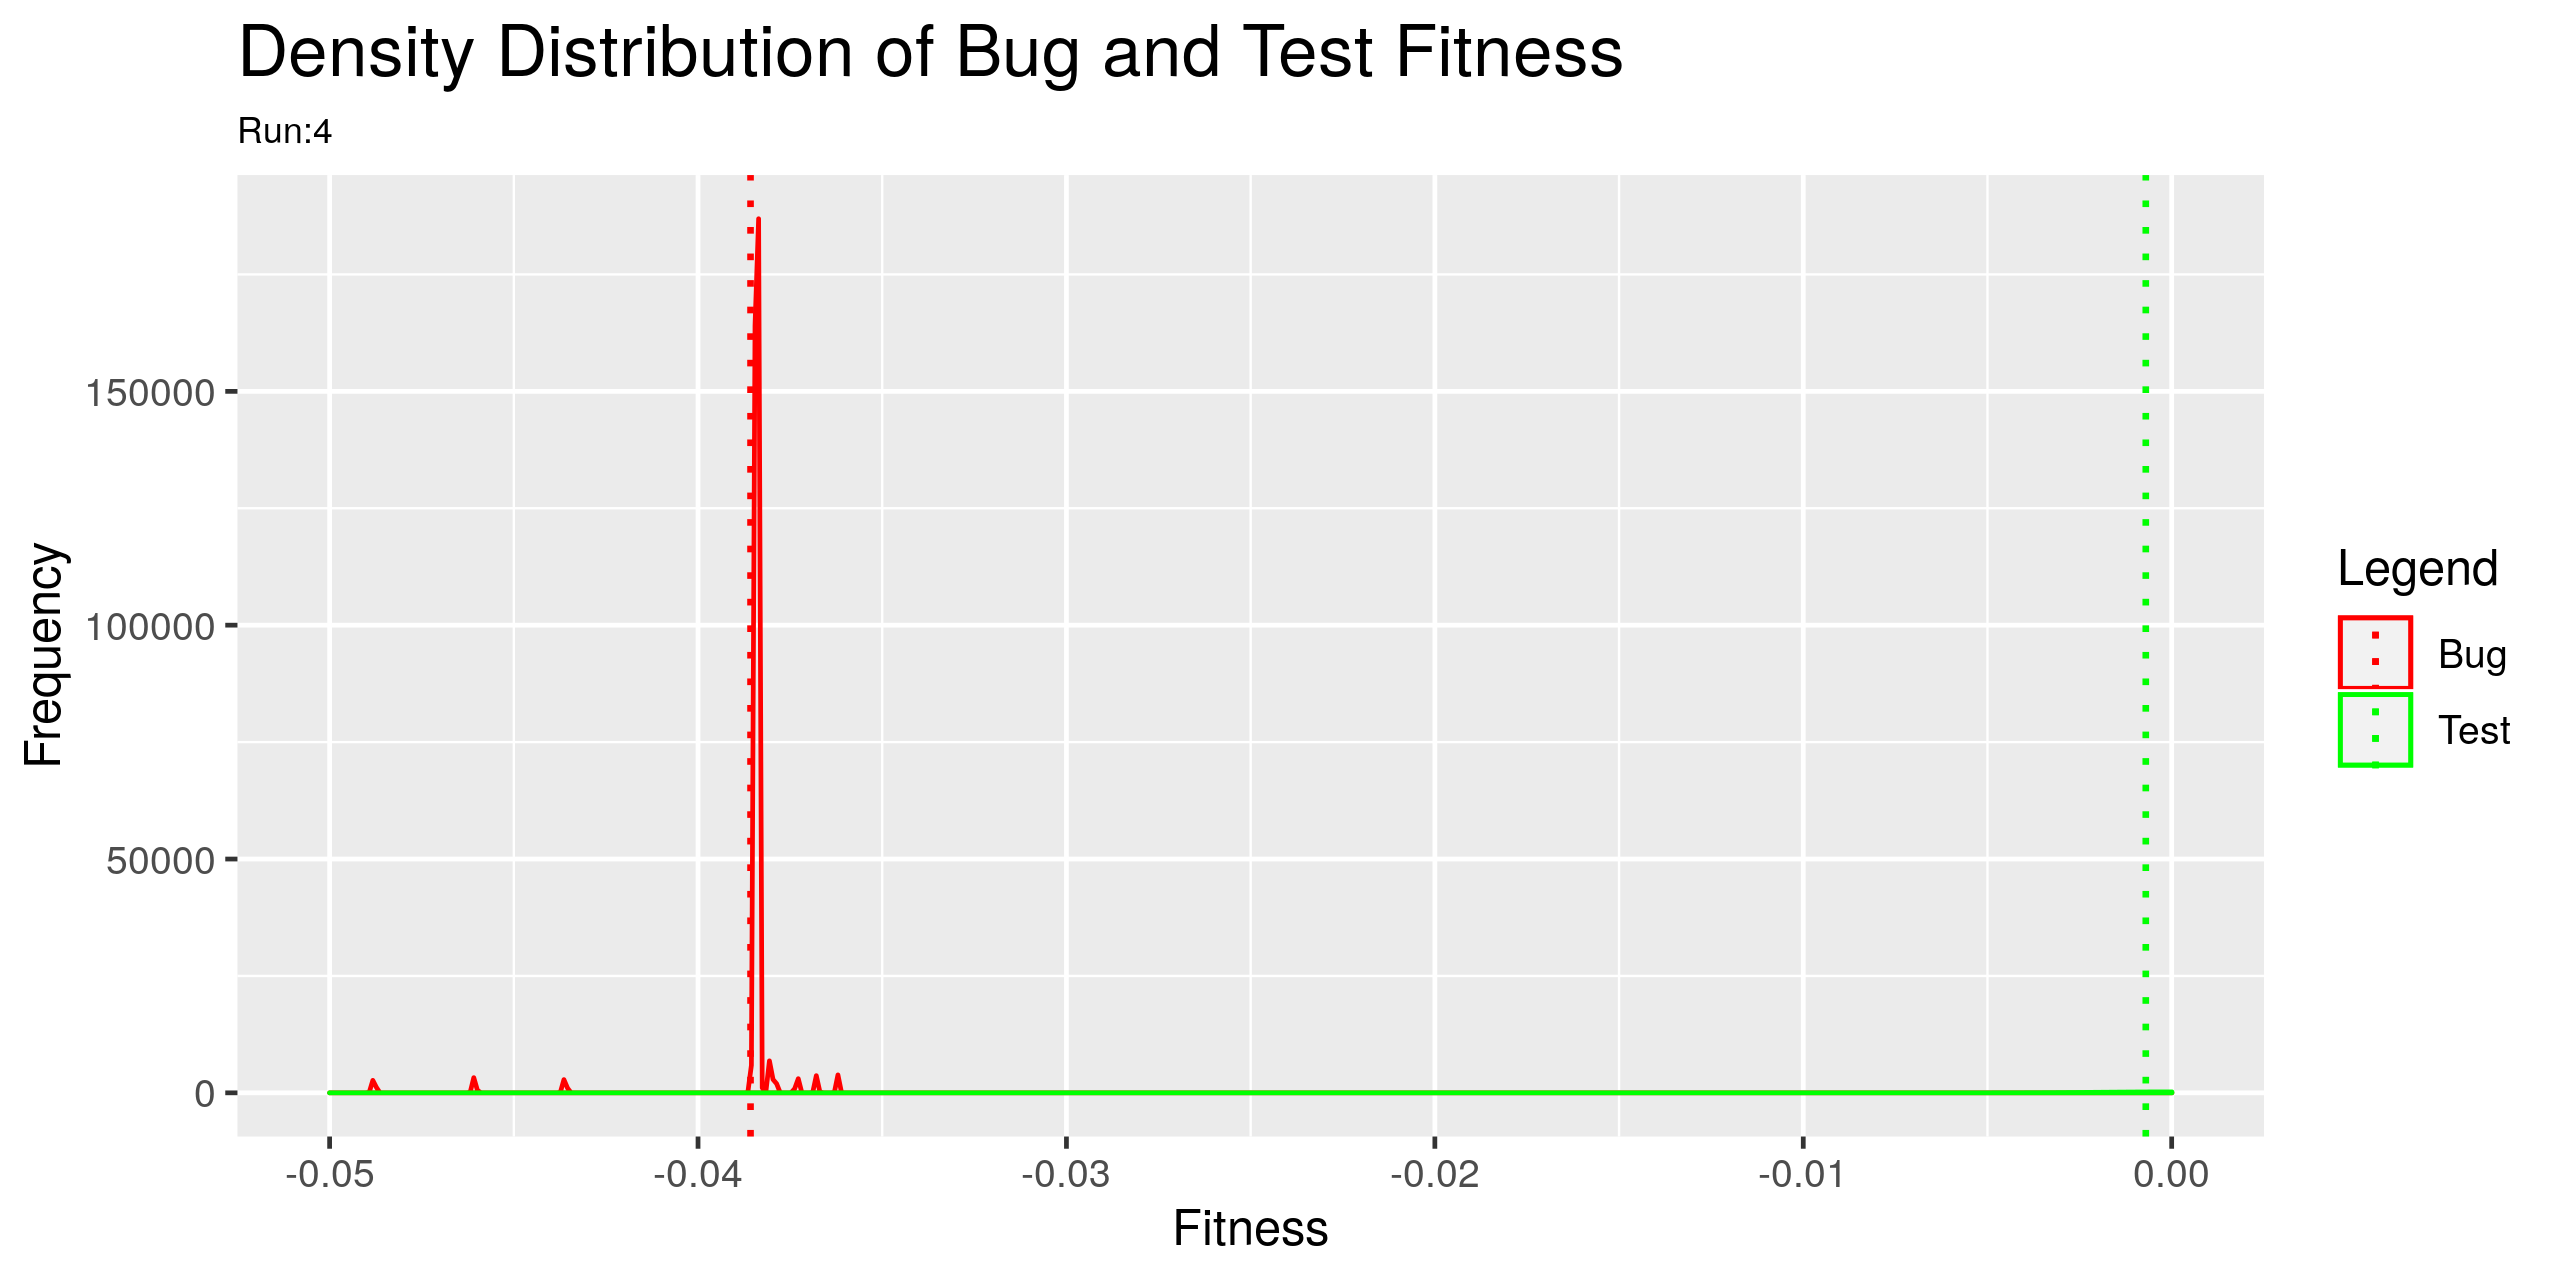 Density Distribution of Bug and Test Fitness
Run:4
Frequency
150000
100000
50000
0
-0.05
-0.04
-0.03
-0.02
-0.01
0.00
Fitness
Legend
Bug
Test